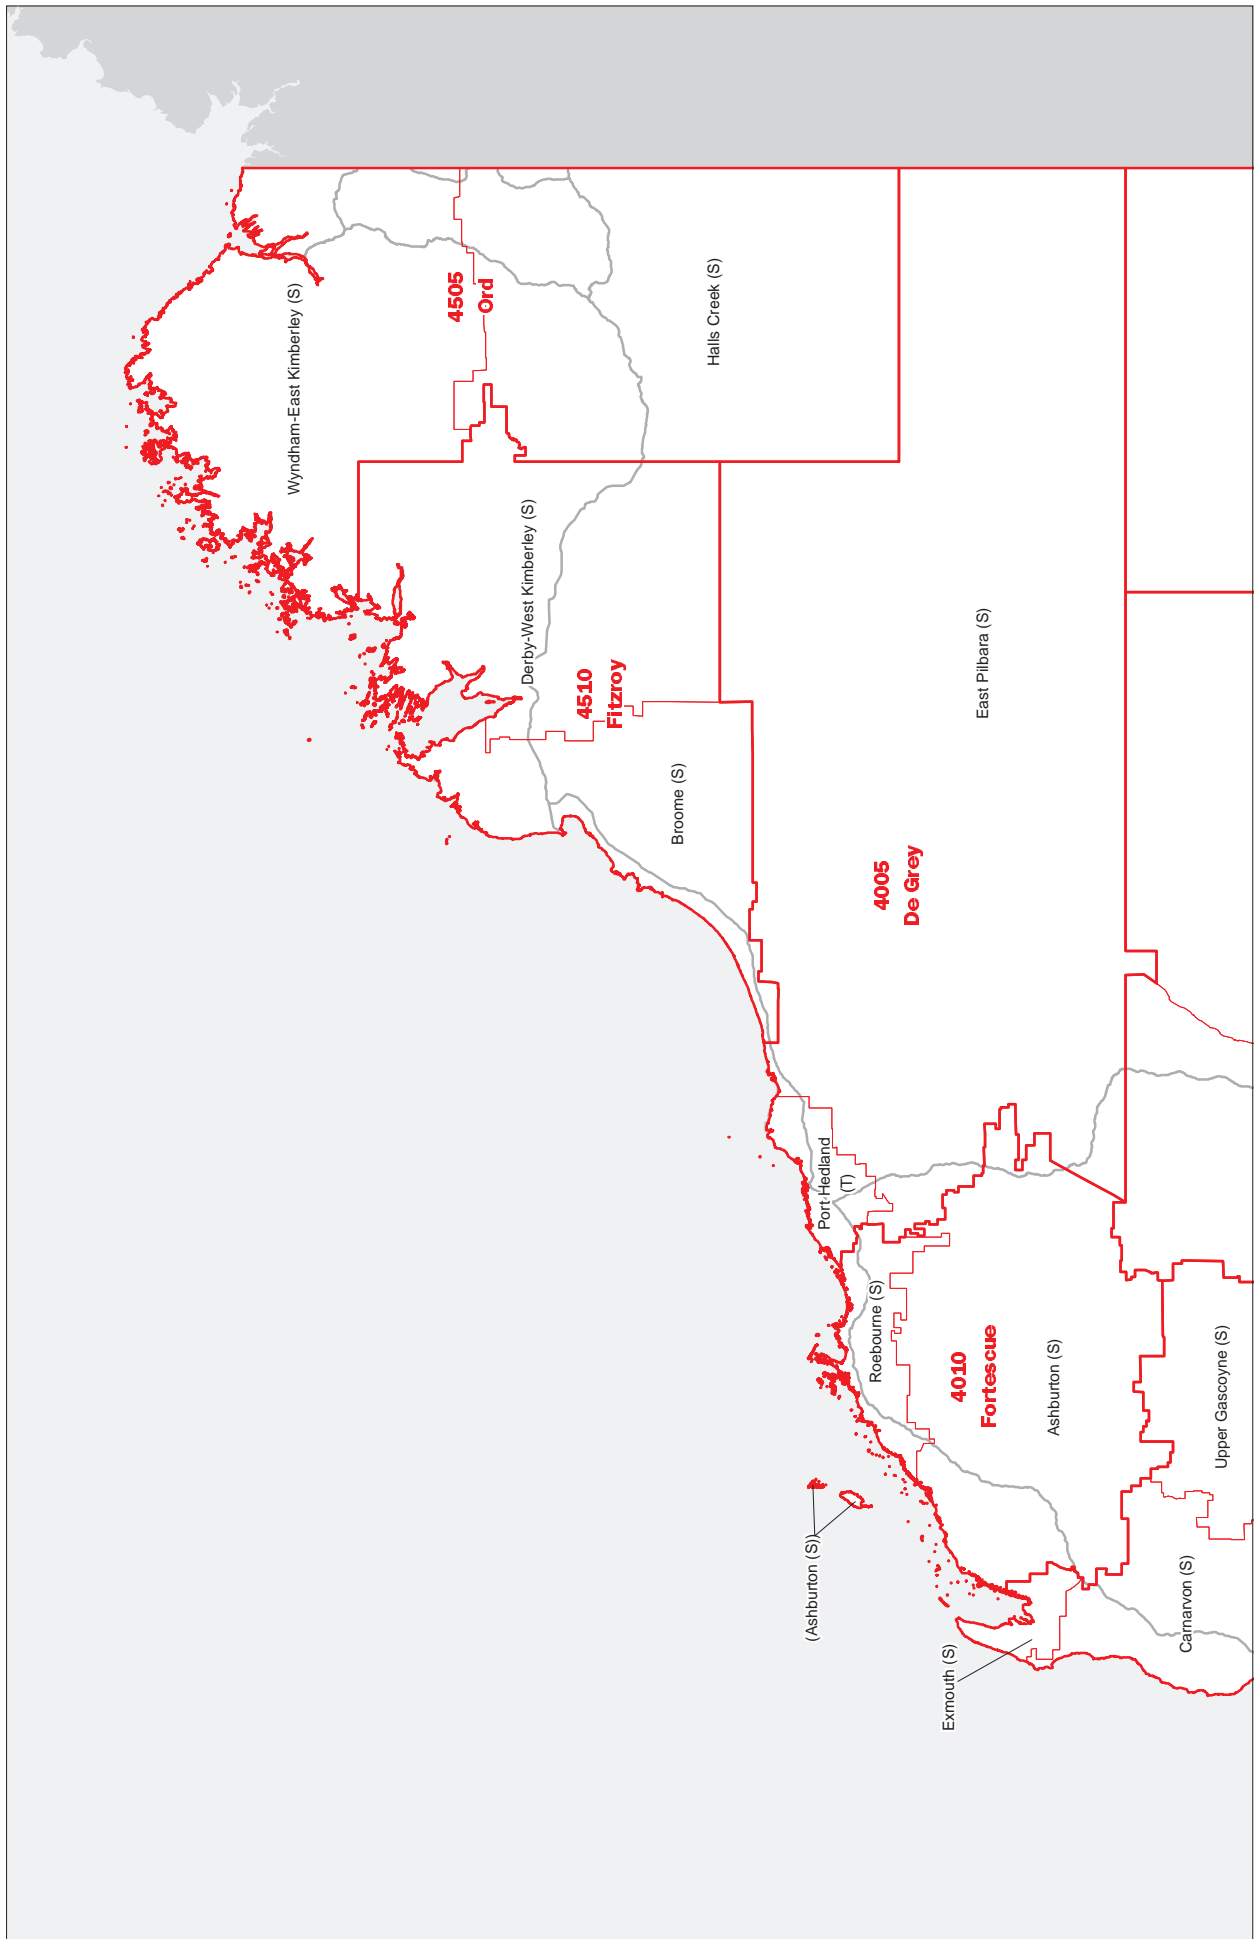 Wyndham-East Kimberley (S)
4505
Ord
Halls Creek (S)
Derby-West Kimberley (S)
4510
Fitzroy
Broome (S)
East Pilbara (S)
4005
De Grey
Port Hedland
(T)
Roebourne (S)
4010
Fortescue
Ashburton (S)
Upper Gascoyne (S)
(Ashburton (S))
Exmouth (S)
Carnarvon (S)